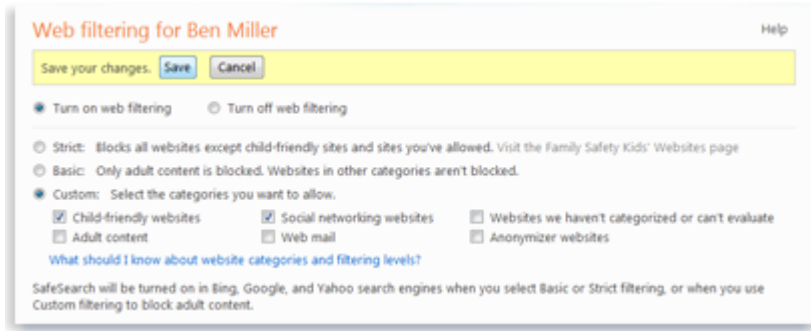 Web filtering for Ben Miller
Help
Save your changes. Save Cancel
Turn on web filtering Turn off web filtering
Strict: Blocks all websites except child-friendly sites and sites you've allowed. Visit the Family Safety Kids' Websites page
Basic: Only adult content is blocked. Websites in other categories aren't blocked.
Custom: Select the categories you want to allow.
Child-friendly websites Social networking websites Websites we haven't categorized or can't evaluate
Adult content Web mail Anonymizer websites
What should I know about website categories and filtering levels?
SafeSearch will be turned on in Bing, Google, and Yahoo search engines when you select Basic or Strict filtering, or when you use
Custom filtering to block adult content.